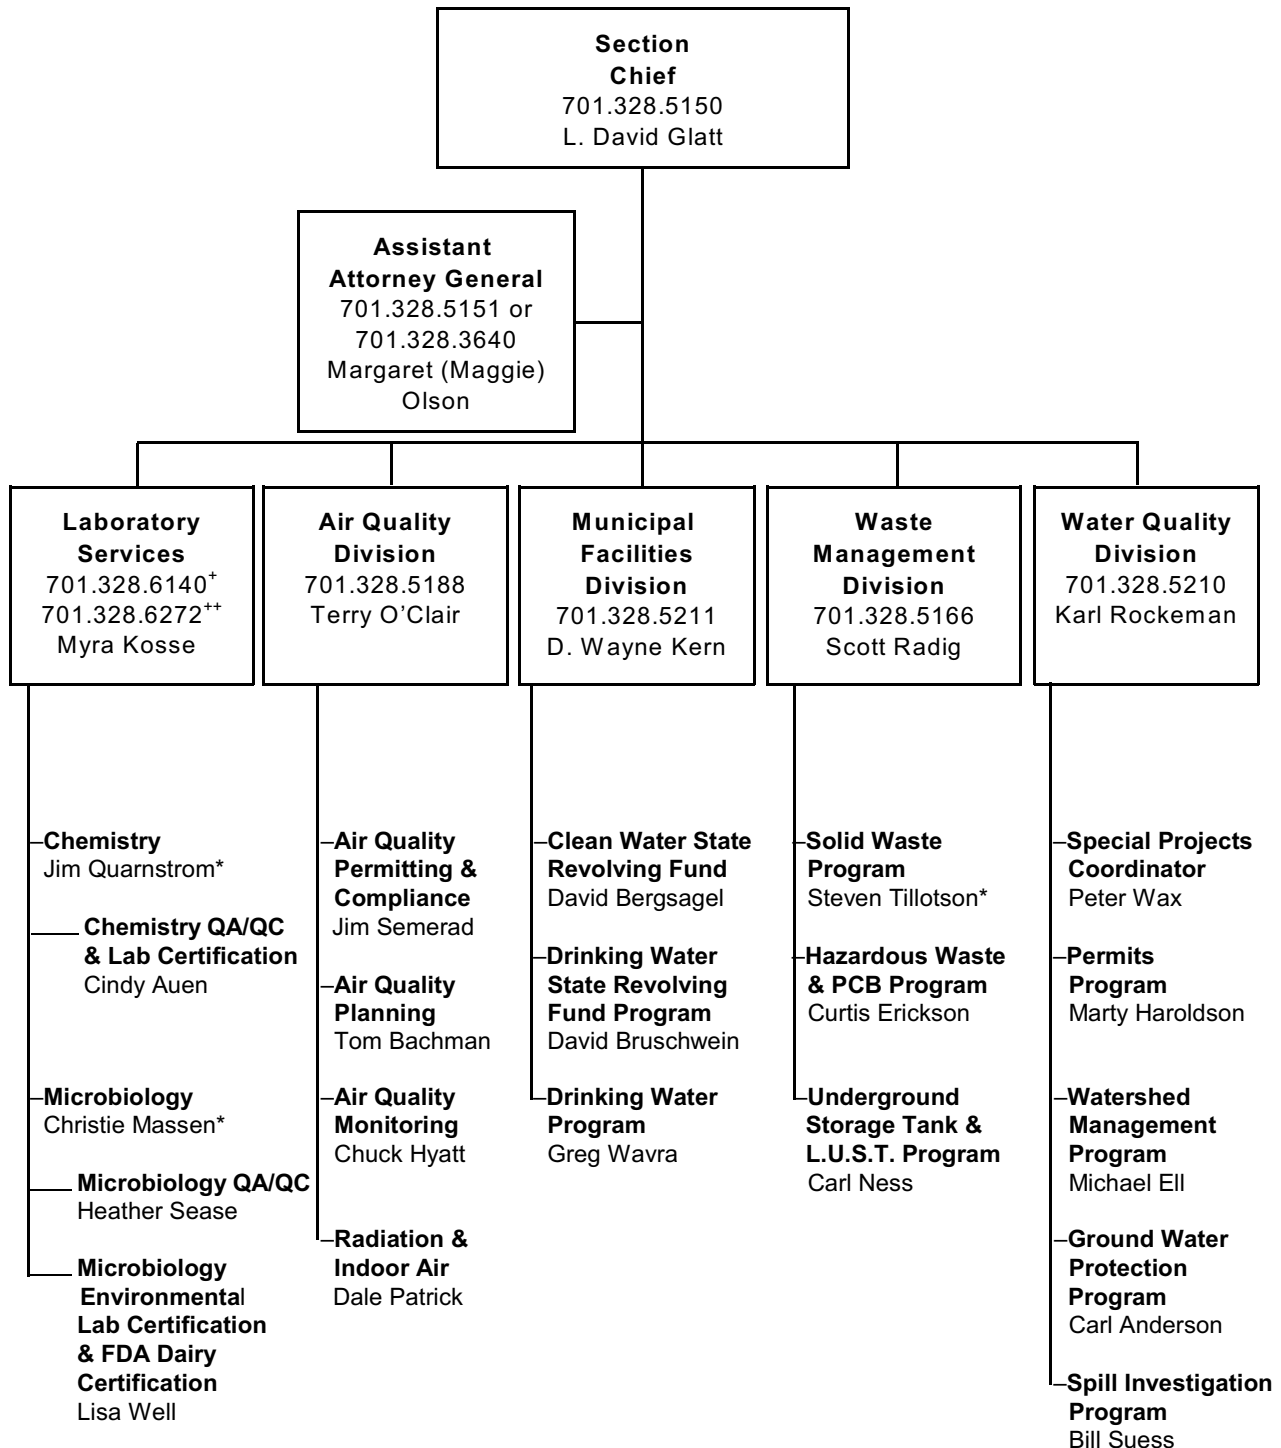 Section
Chief
701.328.5150
L. David Glatt
Assistant
Attorney General
701.328.5151 or
701.328.3640
Margaret (Maggie)
Olson
Laboratory
Services
701.328.6140+
701.328.6272++
Myra Kosse
Air Quality
Division
701.328.5188
Terry O’Clair
Municipal
Facilities
Division
701.328.5211
D. Wayne Kern
Waste
Management
Division
701.328.5166
Scott Radig
Water Quality
Division
701.328.5210
Karl Rockeman
Chemistry
Jim Quarnstrom*
Chemistry QA/QC
& Lab Certification
Cindy Auen
Microbiology
Christie Massen*
Microbiology QA/QC
Heather Sease
Microbiology
Environmental
Lab Certification
& FDA Dairy
Certification
Lisa Well
Air Quality
Permitting &
Compliance
Jim Semerad
Air Quality
Planning
Tom Bachman
Air Quality
Monitoring
Chuck Hyatt
Radiation &
Indoor Air
Dale Patrick
Clean Water State
Revolving Fund
David Bergsagel
Drinking Water
State Revolving
Fund Program
David Bruschwein
Drinking Water
Program
Greg Wavra
Solid Waste
Program
Steven Tillotson*
Hazardous Waste
& PCB Program
Curtis Erickson
Underground
Storage Tank &
L.U.S.T. Program
Carl Ness
Special Projects
Coordinator
Peter Wax
Permits
Program
Marty Haroldson
Watershed
Management
Program
Michael Ell
Ground Water
Protection
Program
Carl Anderson
Spill Investigation
Program
Bill Suess